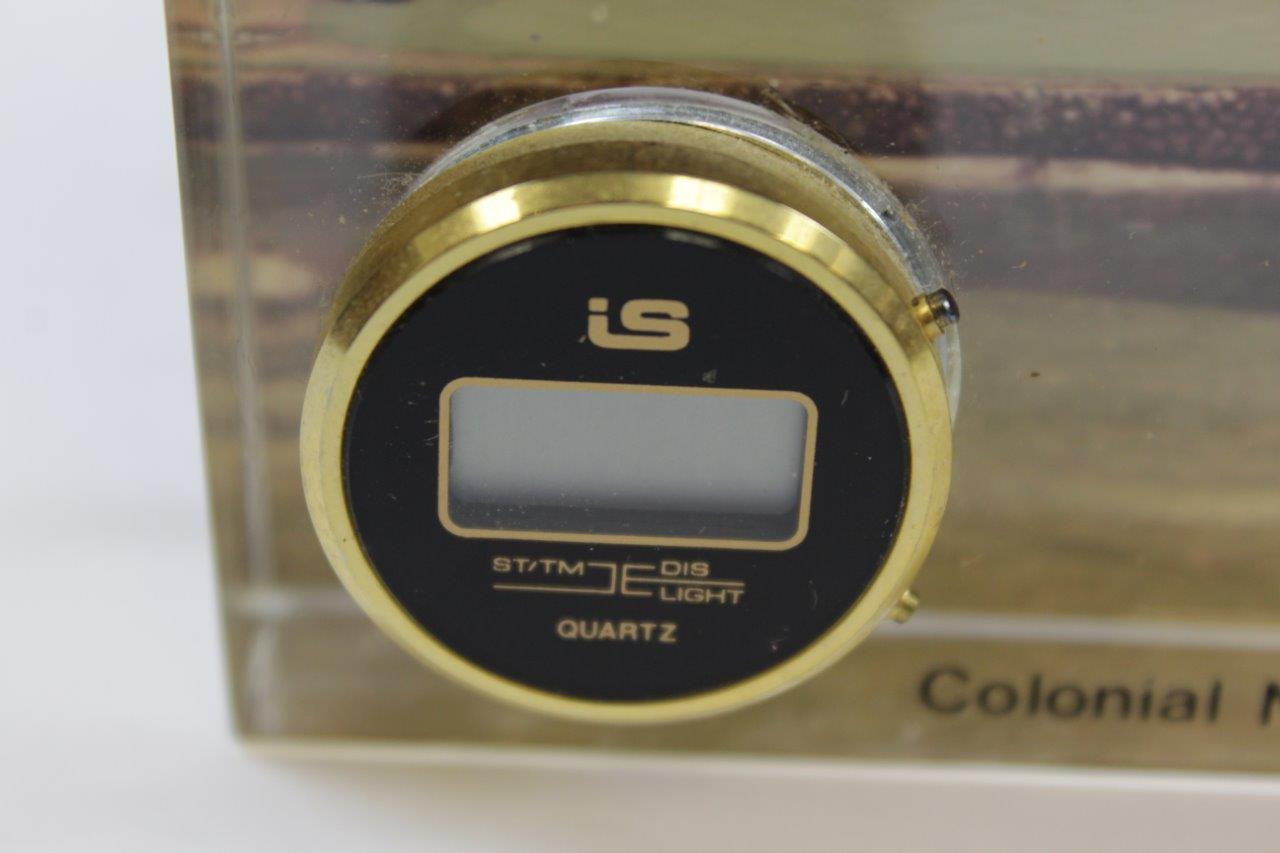 iS
ST/TM DIS
LIGHT
QUARTZ
Colonial